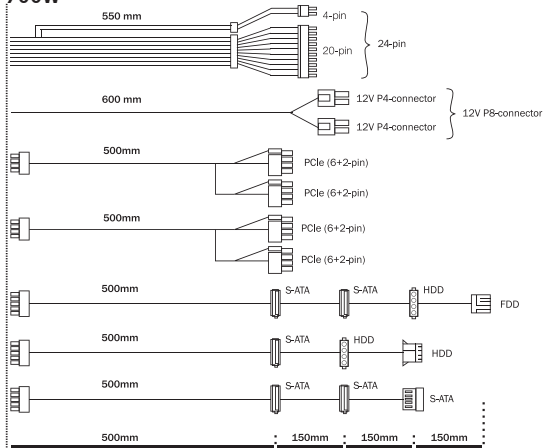 700W
550 mm
4-pin
20-pin
24-pin
600 mm
12V P4-connector
12V P4-connector
12V P8-connector
500mm
PCIe (6+2-pin)
PCIe (6+2-pin)
500mm
PCIe (6+2-pin)
PCIe (6+2-pin)
500mm
S-ATA
S-ATA
HDD
FDD
500mm
S-ATA
HDD
HDD
500mm
S-ATA
S-ATA
S-ATA
500mm
150mm
150mm
150mm